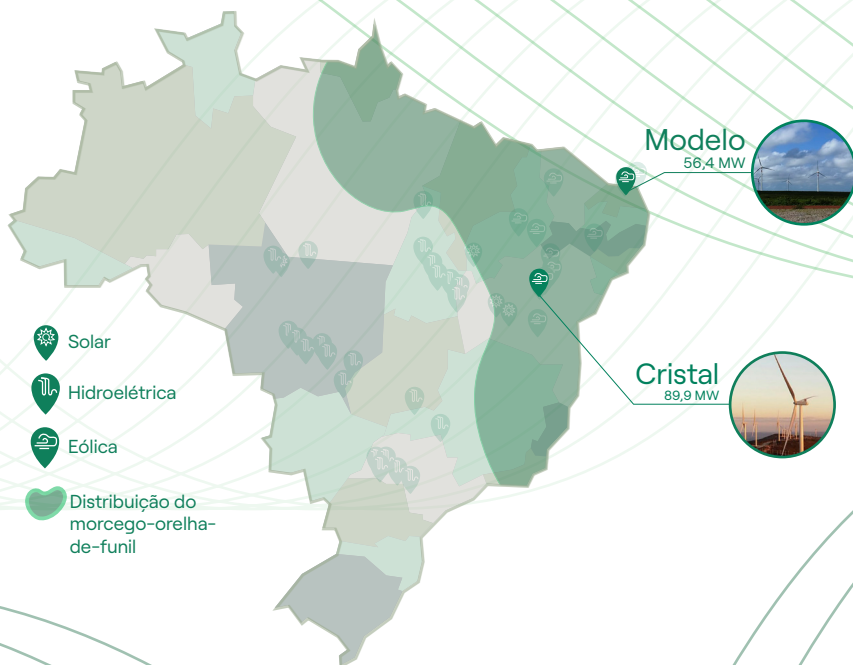 Modelo
56,4 MW
Cristal
89,9 MW
Solar
Hidroelétrica
Eólica
Distribuição do
morcego-orelha-
de-funil